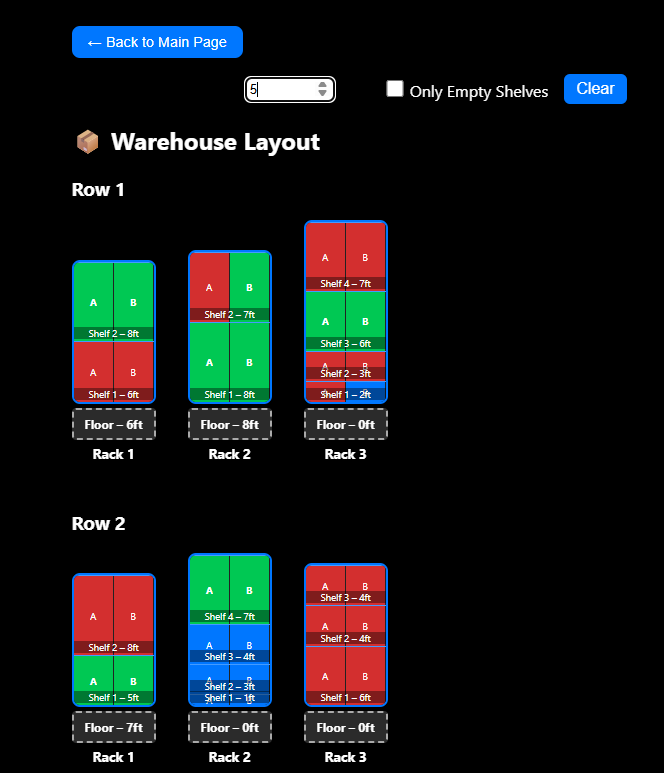 ← Back to Main Page
5
Only Empty Shelves
Clear
📦 Warehouse Layout
Row 1
A B
Shelf 2 – 8ft
A B
Shelf 1 – 6ft
Floor – 6ft
Rack 1
A B
Shelf 2 – 7ft
A B
Shelf 1 – 8ft
Floor – 8ft
Rack 2
A B
Shelf 4 – 7ft
A B
Shelf 3 – 6ft
A B
Shelf 2 – 3ft
A B
Shelf 1 – 2ft
Floor – 0ft
Rack 3
Row 2
A B
Shelf 2 – 8ft
A B
Shelf 1 – 5ft
Floor – 7ft
Rack 1
A B
Shelf 4 – 7ft
A B
Shelf 3 – 4ft
A B
Shelf 2 – 3ft
Shelf 1 – 1ft
A B
Floor – 0ft
Rack 2
A B
Shelf 3 – 4ft
A B
Shelf 2 – 4ft
A B
Shelf 1 – 6ft
Floor – 0ft
Rack 3